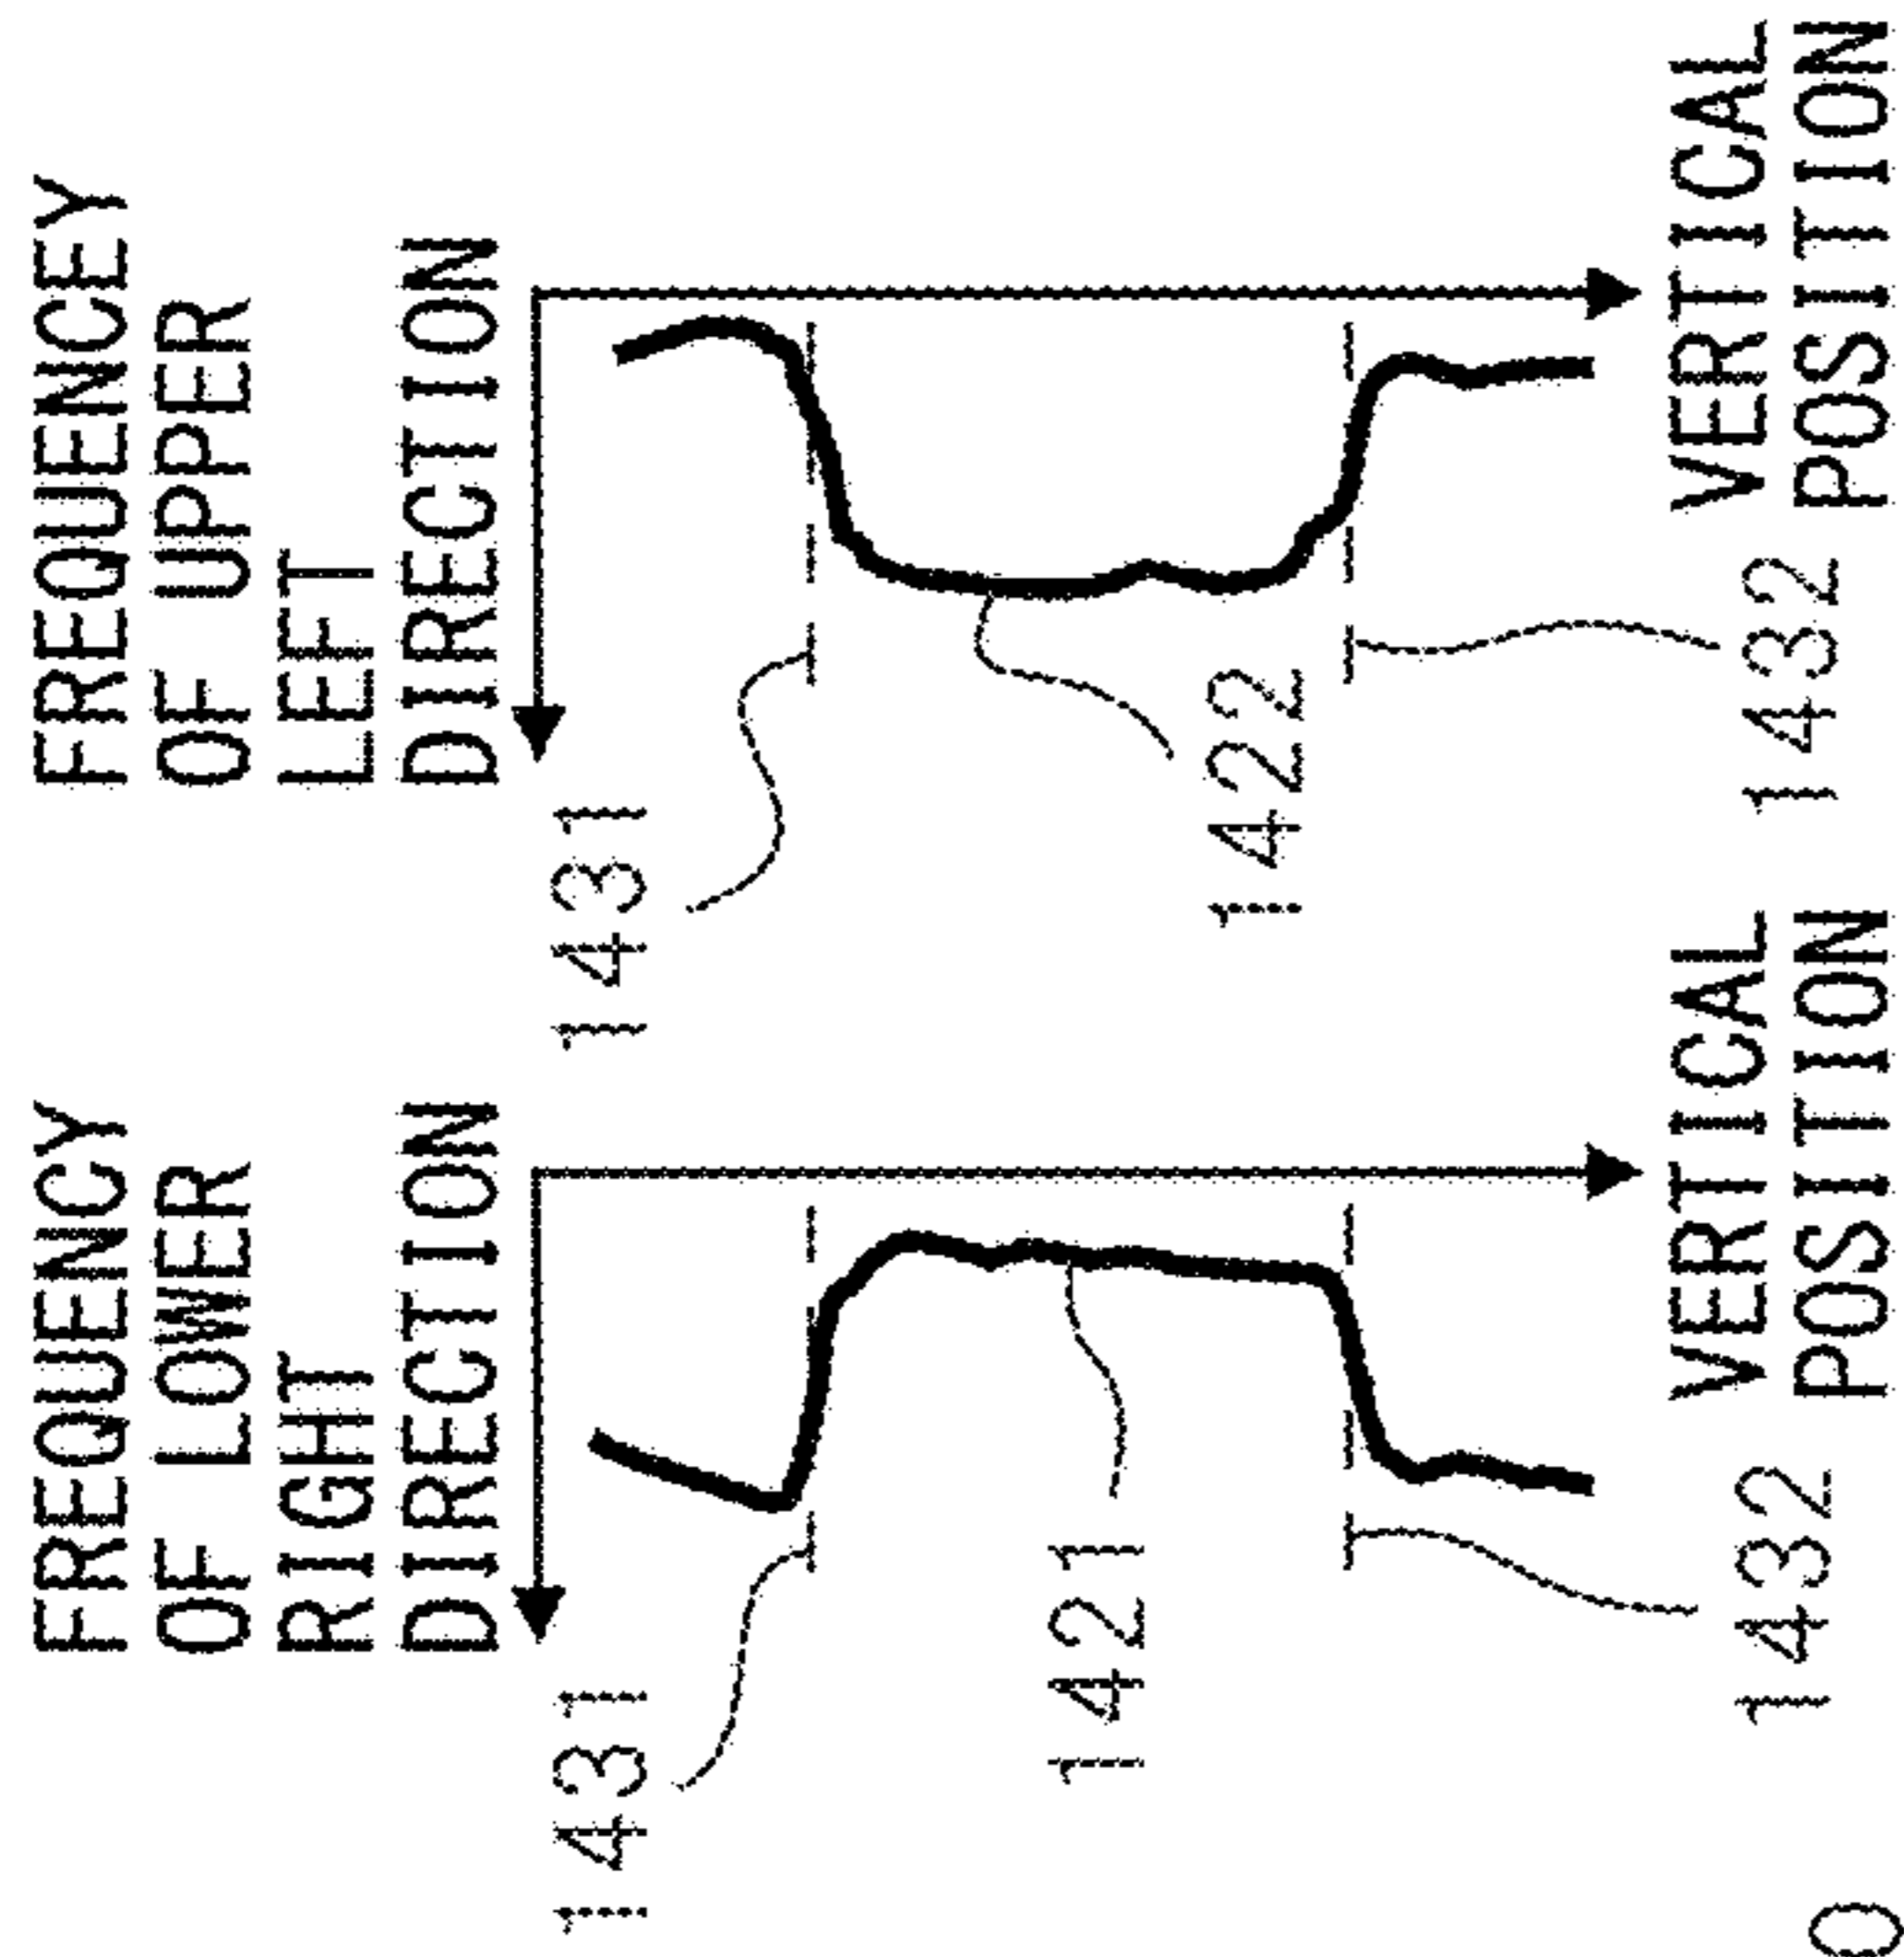 FREQUENCY
OF LOWER
RIGHT
DIRECTION
1431
1421
1432
VERTICAL
POSITION
FREQUENCEY
OF UPPER
LEFT
DIRECTION
1431
1422
1432
VERTICAL
POSITION